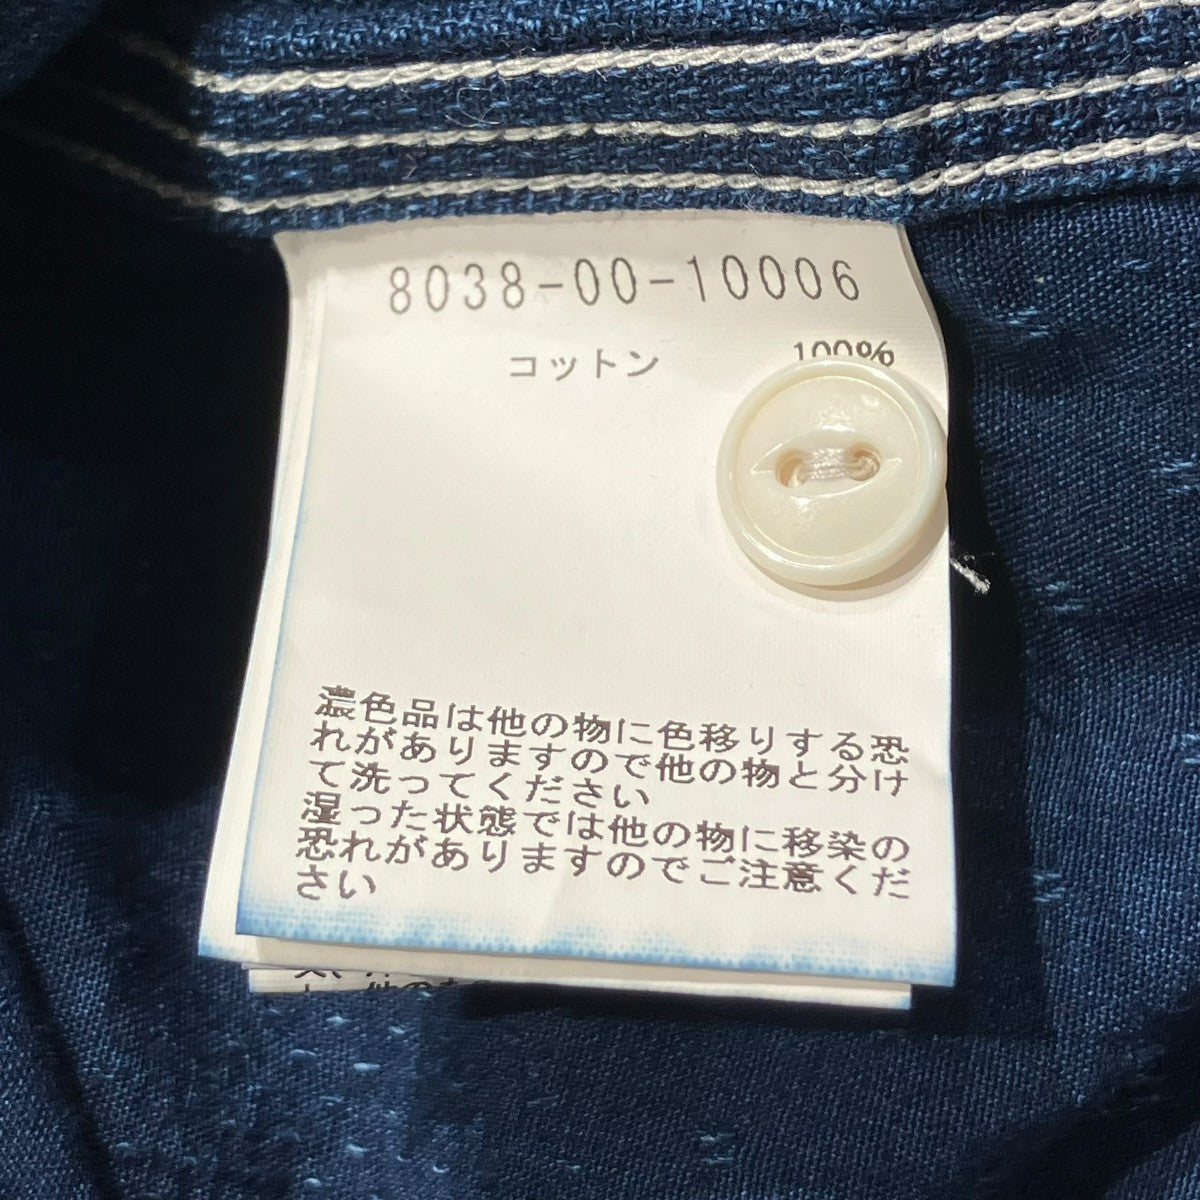 8038-00-10006
コットン 100%
濃色品は他の物に色移りする恐
れがありますので他の物と分け
て洗ってください
湿った状態では他の物に移染の
恐れがありますのでご注意くだ
さい